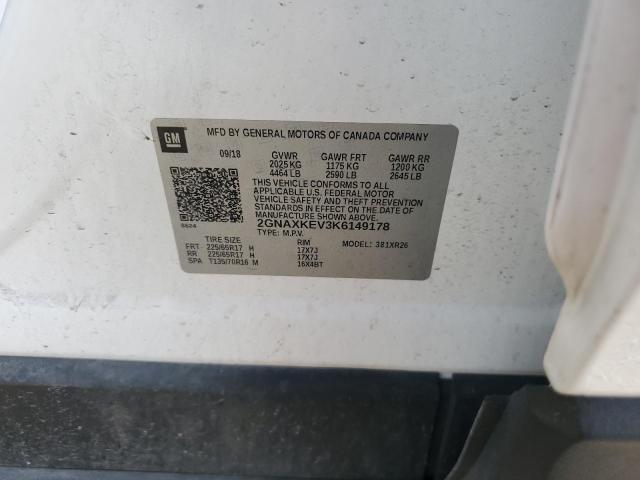 GM
MFD BY GENERAL MOTORS OF CANADA COMPANY
09/18 GVWR GAWR FRT GAWR RR
2025 KG 1175 KG 1200 KG
4464 LB 2590 LB 2645 LB
THIS VEHICLE CONFORMS TO ALL
APPLICABLE U.S. FEDERAL MOTOR
VEHICLE SAFETY AND THEFT PREVENTION
STANDARDS IN EFFECT ON THE DATE OF
MANUFACTURE SHOWN ABOVE.
5524 2GNAXKEV3K6149178
TYPE: M.P.V. MODEL: 381XR26
TIRE SIZE RIM
FRT 225/65R17 H 17X7J
RR 225/65R17 H 17X7J
SPA T135/70R16 M 16X4BT